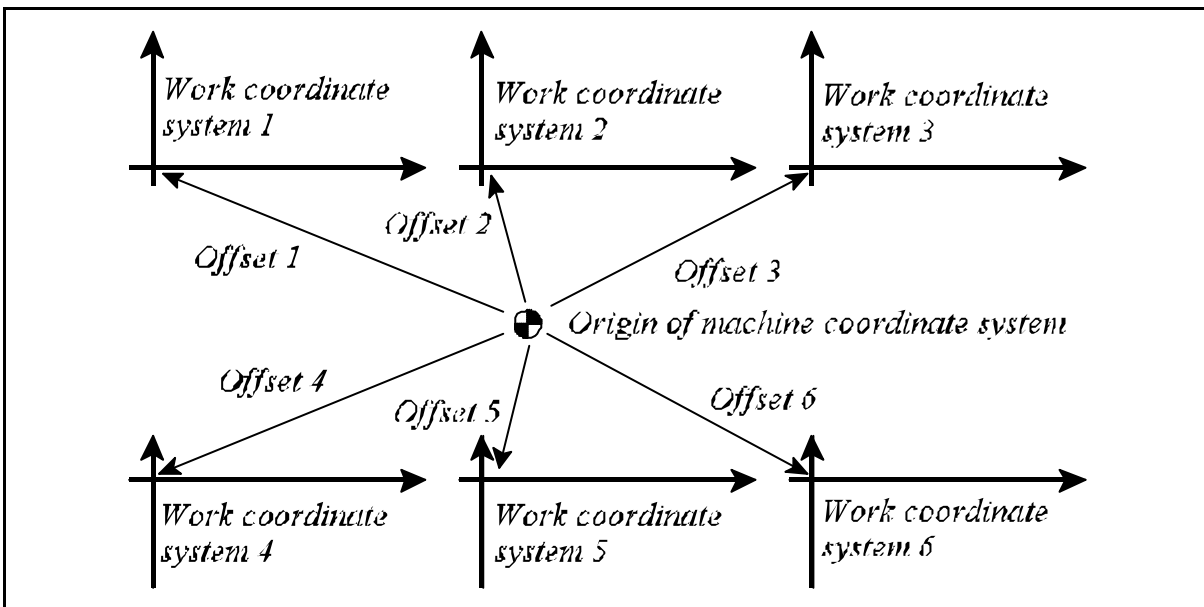 Work coordinate
system 1
Work coordinate
system 2
Work coordinate
system 3
Offset 1
Offset 2
Offset 3
Origin of machine coordinate system
Offset 4
Offset 5
Offset 6
Work coordinate
system 4
Work coordinate
system 5
Work coordinate
system 6